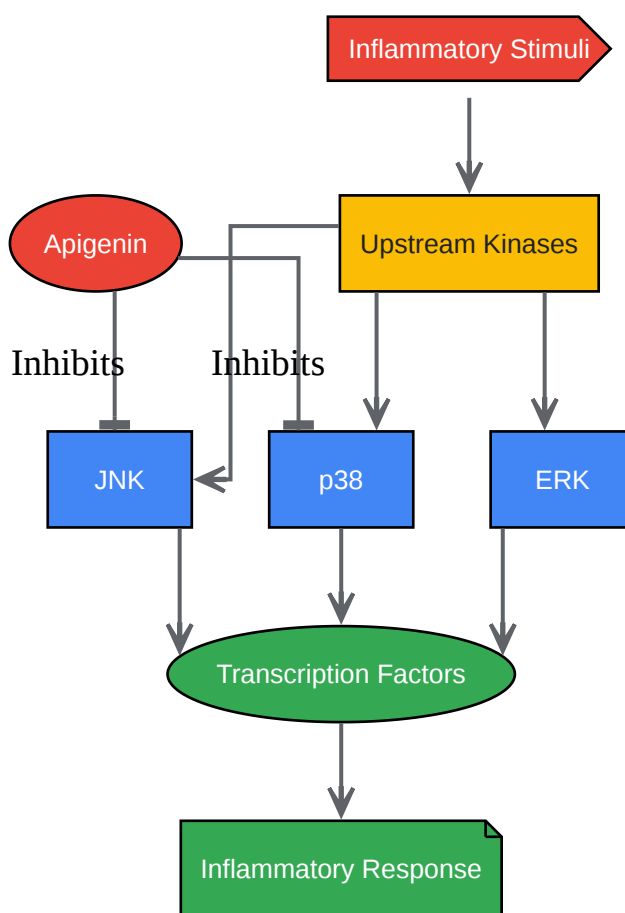 Inflammatory Stimuli
Apigenin
Upstream Kinases
Inhibits
Inhibits
JNK
p38
ERK
Transcription Factors
Inflammatory Response